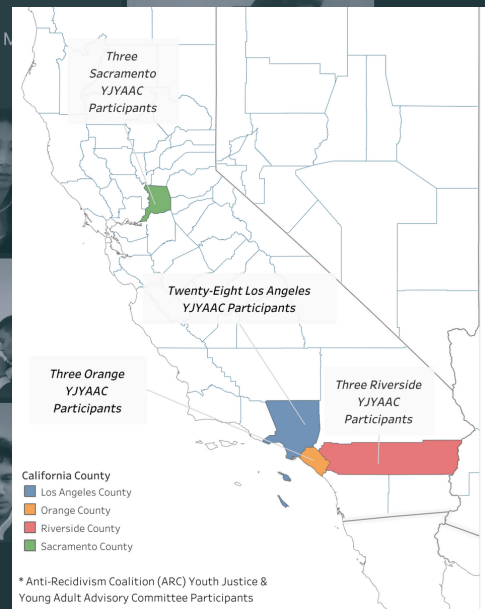 M
Three
Sacramento
YJYAAC
Participants
Twenty-Eight Los Angeles
YJYAAC Participants
Three Orange
YJYAAC
Participants
Three Riverside
YJYAAC
Participants
California County
Los Angeles County
Orange County
Riverside County
Sacramento County
* Anti-Recidivism Coalition (ARC) Youth Justice &
Young Adult Advisory Committee Participants